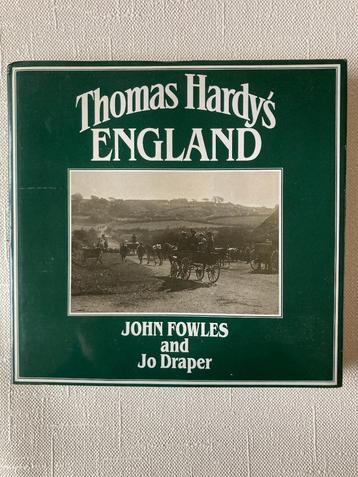 Thomas Hardy's
ENGLAND
JOHN FOWLES
and
Jo Draper